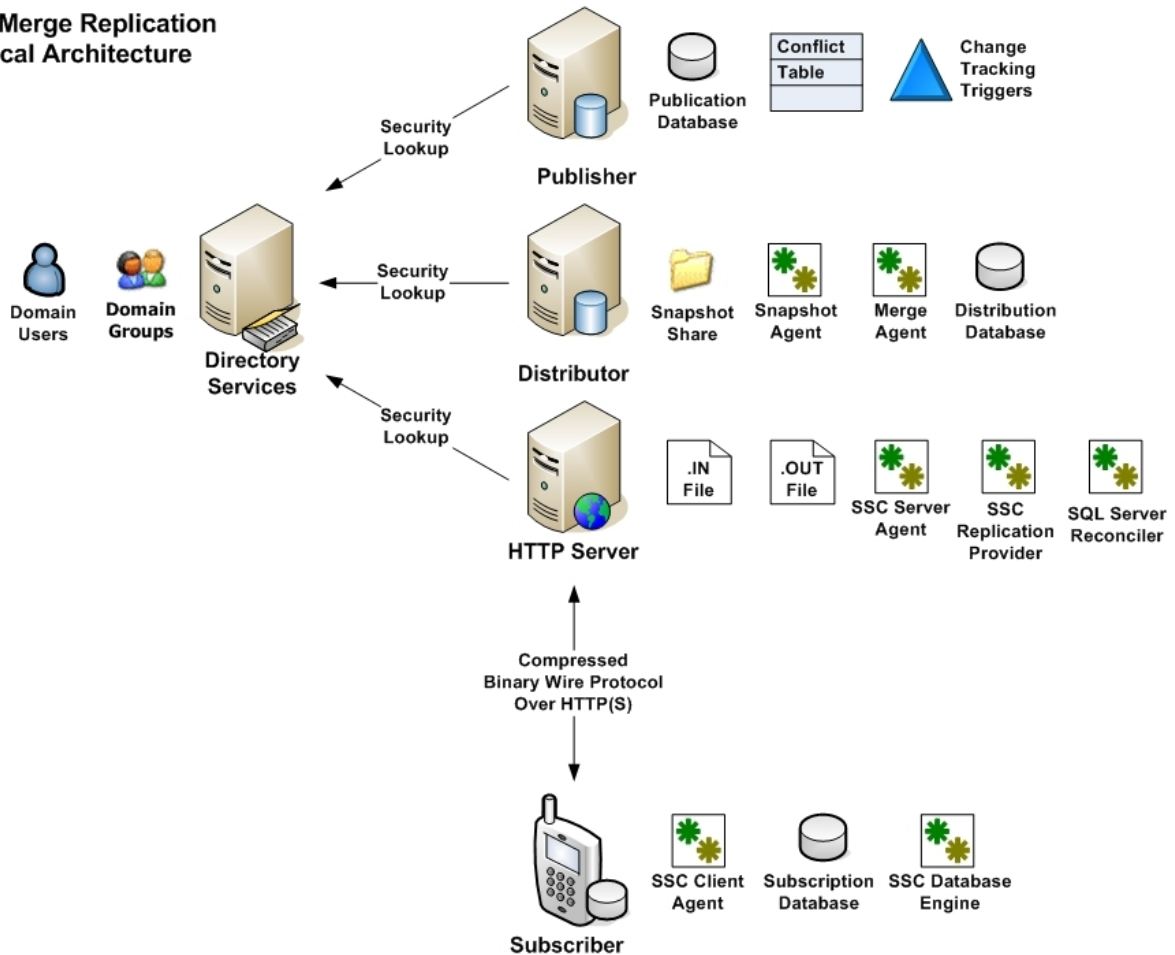 Merge Replication
cal Architecture
Conflict
Table
Change
Tracking
Triggers
Publication
Database
Security
Lookup
Publisher
Security
Lookup
Domain
Users
Domain
Groups
Directory
Services
Snapshot
Share
Snapshot
Agent
Merge
Agent
Distribution
Database
Distributor
Security
Lookup
.IN
File
.OUT
File
SSC Server
Agent
SSC
Replication
Provider
SQL Server
Reconciler
HTTP Server
Compressed
Binary Wire Protocol
Over HTTP(S)
SSC Client
Agent
Subscription
Database
SSC Database
Engine
Subscriber